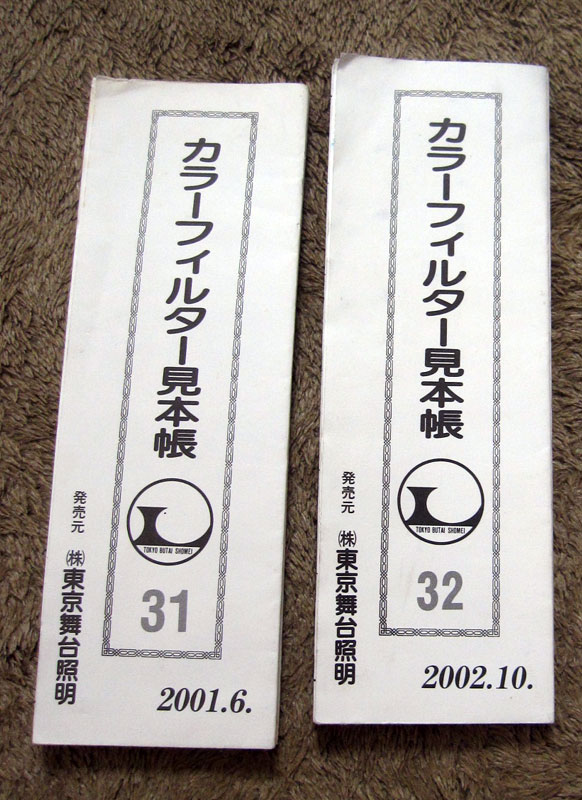 カラーフィルター見本帳
TOKYO BUTAI SHOMEI
31
発売元 ㈱東京舞台照明
2001.6.
カラーフィルター見本帳
TOKYO BUTAI SHOMEI
32
発売元 ㈱東京舞台照明
2002.10.